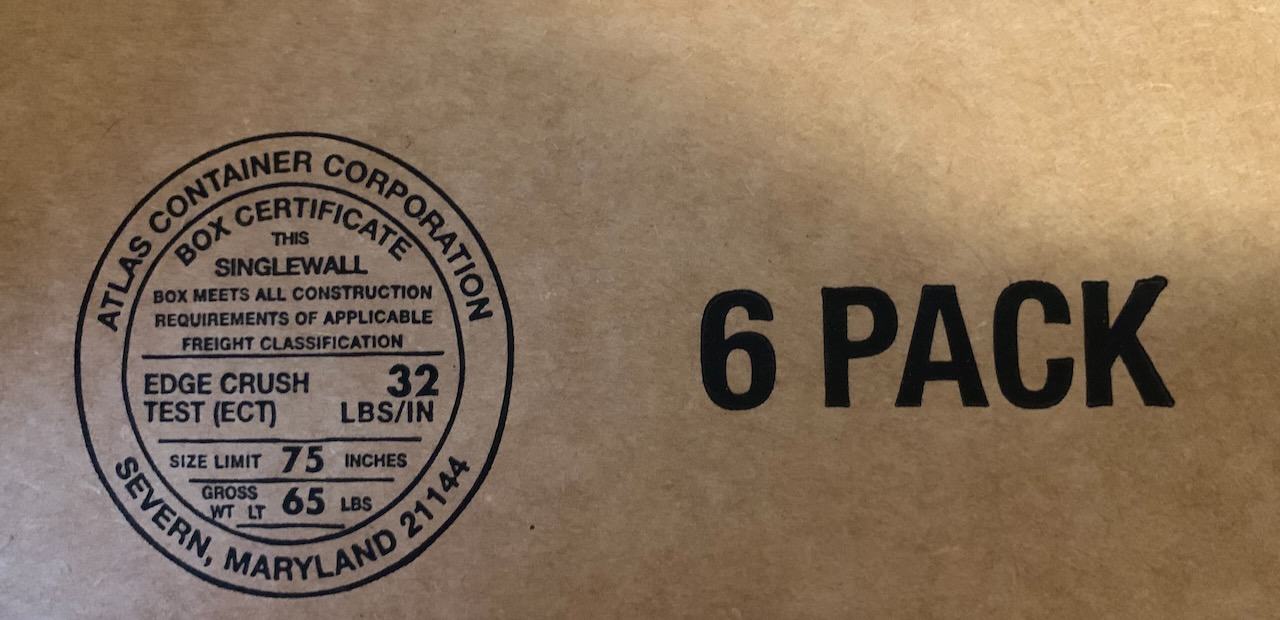 ATLAS CONTAINER CORPORATION
BOX CERTIFICATE
THIS
SINGLEWALL
BOX MEETS ALL CONSTRUCTION
REQUIREMENTS OF APPLICABLE
FREIGHT CLASSIFICATION
EDGE CRUSH 32
TEST (ECT) LBS/IN
SIZE LIMIT 75 INCHES
GROSS
WT LT 65 LBS
SEVERN, MARYLAND 21144
6 PACK